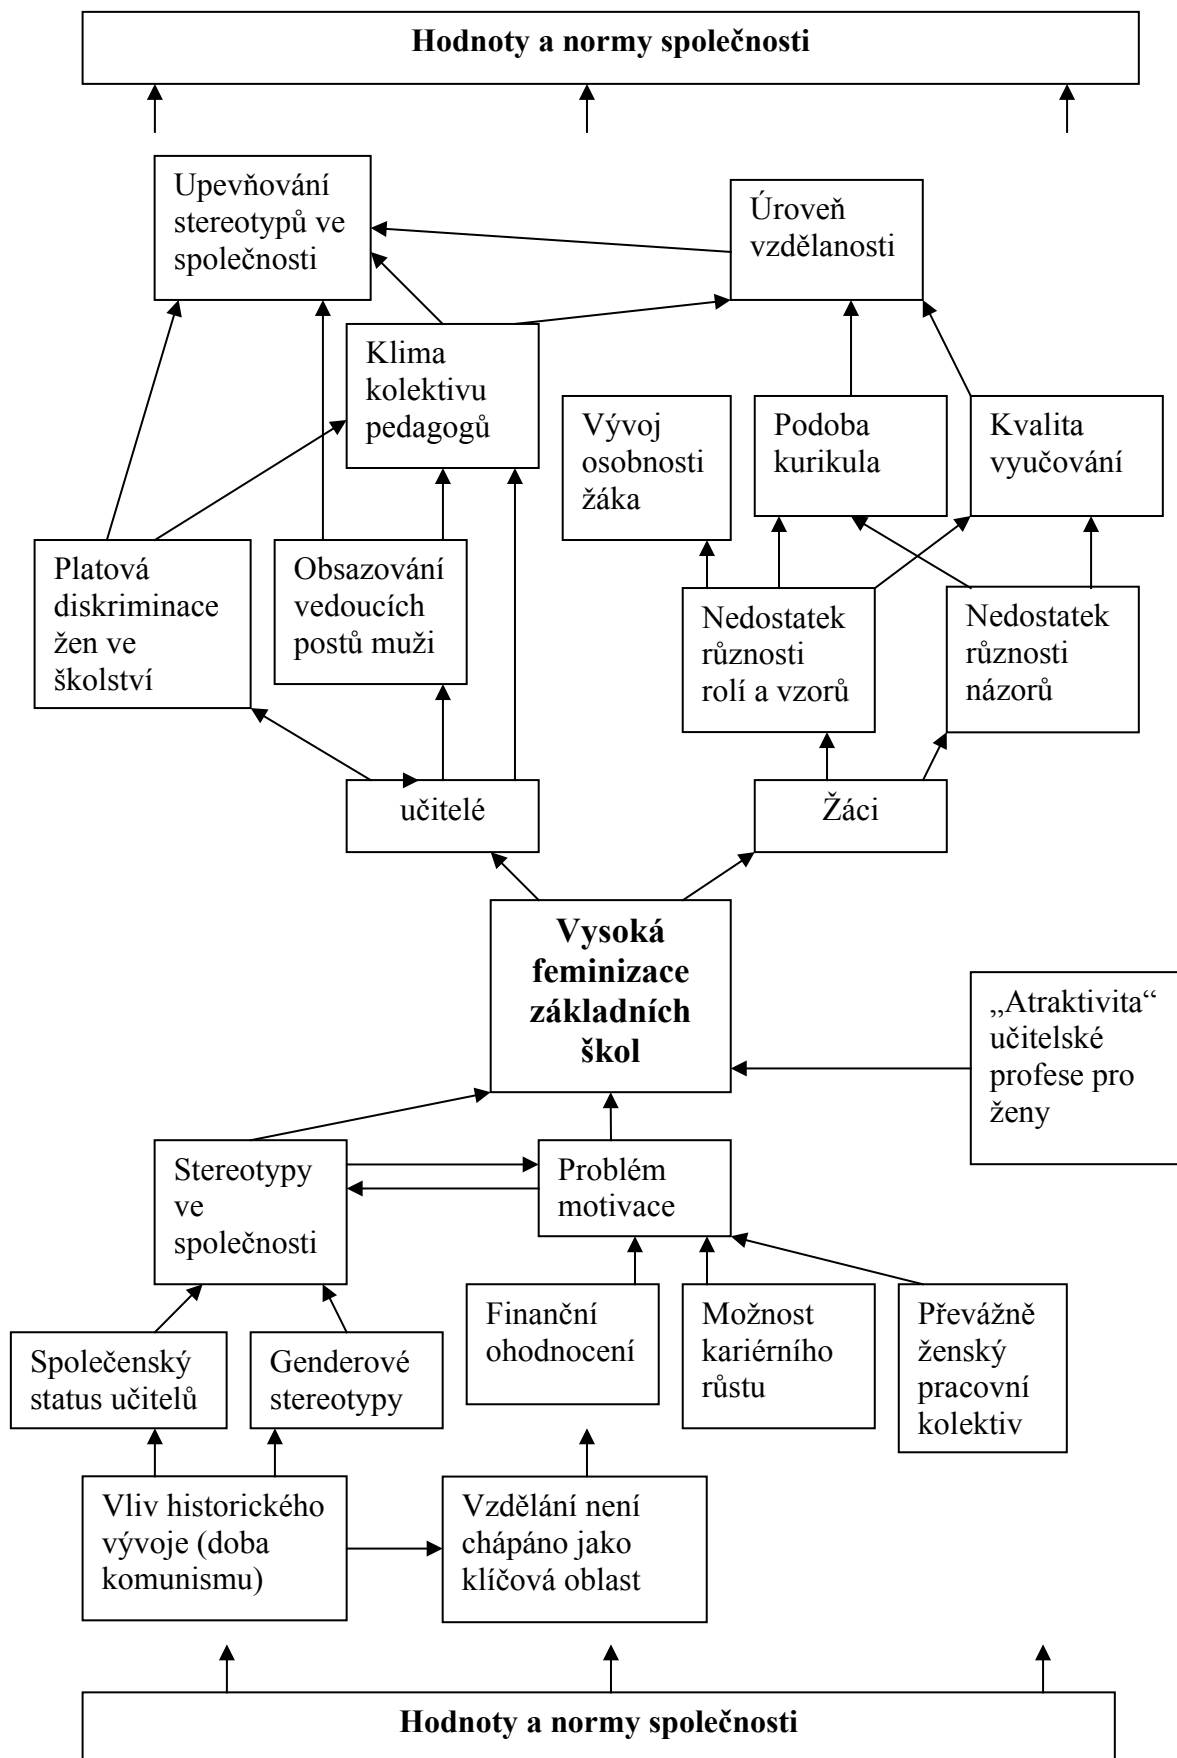 Hodnoty a normy společnosti
Upevňování
stereotypů ve
společnosti
Úroveň
vzdělanosti
Klima
kolektivu
pedagogů
Vývoj
osobnosti
žáka
Podoba
kurikula
Kvalita
vyučování
Platová
diskriminace
žen ve
školství
Obsazování
vedoucích
postů muži
Nedostatek
různosti
rolí a vzorů
Nedostatek
různosti
názorů
učitelé
Žáci
Vysoká
feminizace
základních
škol
„Atraktivita“
učitelské
profese pro
ženy
Stereotypy
ve
společnosti
Problém
motivace
Finanční
ohodnocení
Možnost
kariérního
růstu
Převážně
ženský
pracovní
kolektiv
Společenský
status učitelů
Genderové
stereotypy
Vliv historického
vývoje (doba
komunismu)
Vzdělání není
chápáno jako
klíčová oblast
Hodnoty a normy společnosti